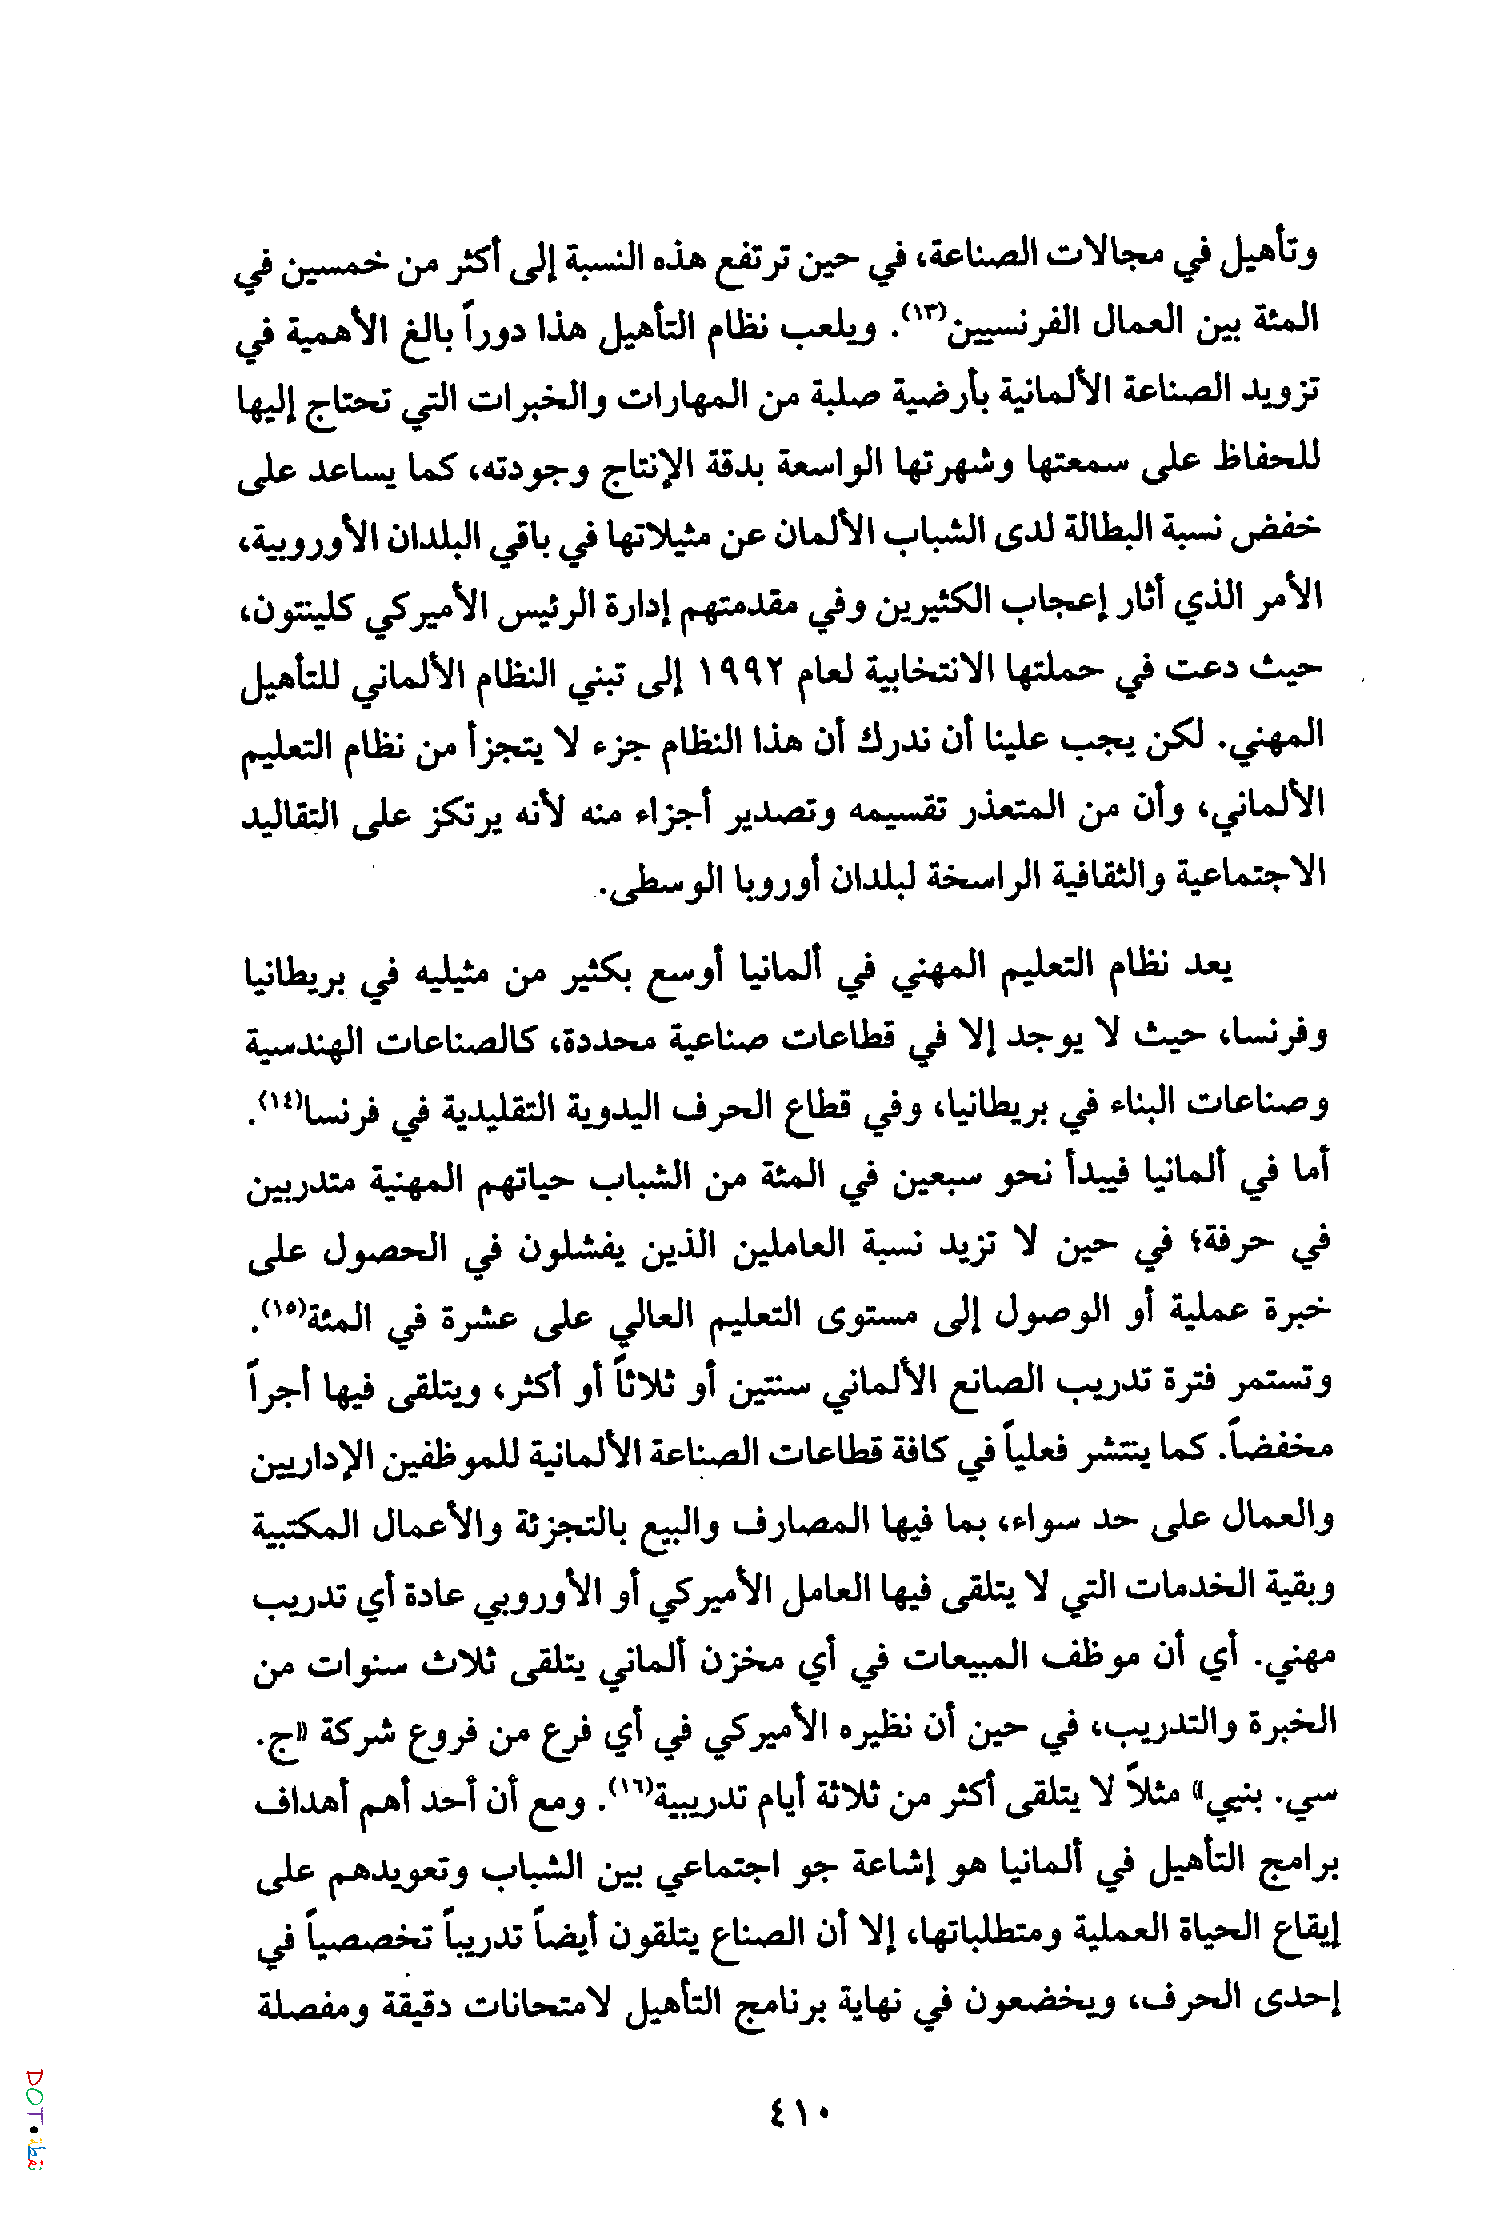 وتأهيل في مجالات الصناعة، في حين ترتفع هذه النسبة إلى أكثر من خمسين في
المئة بين العمال الفرنسيين(١٣). ويلعب نظام التأهيل هذا دوراً بالغ الأهمية في
تزويد الصناعة الألمانية بأرضية صلبة من المهارات والخبرات التي تحتاج إليها
للحفاظ على سمعتها وشهرتها الواسعة بدقة الإنتاج وجودته، كما يساعد على
خفض نسبة البطالة لدى الشباب الألمان عن مثيلاتها في باقي البلدان الأوروبية،
الأمر الذي أثار إعجاب الكثيرين وفي مقدمتهم إدارة الرئيس الأميركي كلينتون،
حيث دعت في حملتها الانتخابية لعام ١٩٩٢ إلى تبني النظام الألماني للتأهيل
المهني. لكن يجب علينا أن ندرك أن هذا النظام جزء لا يتجزأ من نظام التعليم
الألماني، وأن من المتعذر تقسيمه وتصدير أجزاء منه لأنه يرتكز على التقاليد
الاجتماعية والثقافية الراسخة لبلدان أوروبا الوسطى.
يعد نظام التعليم المهني في ألمانيا أوسع بكثير من مثيليه في بريطانيا
وفرنسا، حيث لا يوجد إلا في قطاعات صناعية محددة، كالصناعات الهندسية
وصناعات البناء في بريطانيا، وفي قطاع الحرف اليدوية التقليدية في فرنسا(١٤).
أما في ألمانيا فيبدأ نحو سبعين في المئة من الشباب حياتهم المهنية متدربين
في حرفة؛ في حين لا تزيد نسبة العاملين الذين يفشلون في الحصول على
خبرة عملية أو الوصول إلى مستوى التعليم العالي على عشرة في المئة(١٥).
وتستمر فترة تدريب الصانع الألماني سنتين أو ثلاثاً أو أكثر، ويتلقى فيها أجراً
مخفضاً. كما ينتشر فعلياً في كافة قطاعات الصناعة الألمانية للموظفين الإداريين
والعمال على حد سواء، بما فيها المصارف والبيع بالتجزئة والأعمال المكتبية
وبقية الخدمات التي لا يتلقى فيها العامل الأميركي أو الأوروبي عادة أي تدريب
مهني. أي أن موظف المبيعات في أي مخزن ألماني يتلقى ثلاث سنوات من
الخبرة والتدريب، في حين أن نظيره الأميركي في أي فرع من فروع شركة «ج.
سي. بنيي» مثلاً لا يتلقى أكثر من ثلاثة أيام تدريبية(١٦). ومع أن أحد أهم أهداف
برامج التأهيل في ألمانيا هو إشاعة جو اجتماعي بين الشباب وتعويدهم على
إيقاع الحياة العملية ومتطلباتها، إلا أن الصناع يتلقون أيضاً تدريباً تخصصياً في
إحدى الحرف، ويخضعون في نهاية برنامج التأهيل لامتحانات دقيقة ومفصلة
٤١٠
DOT • نقطة